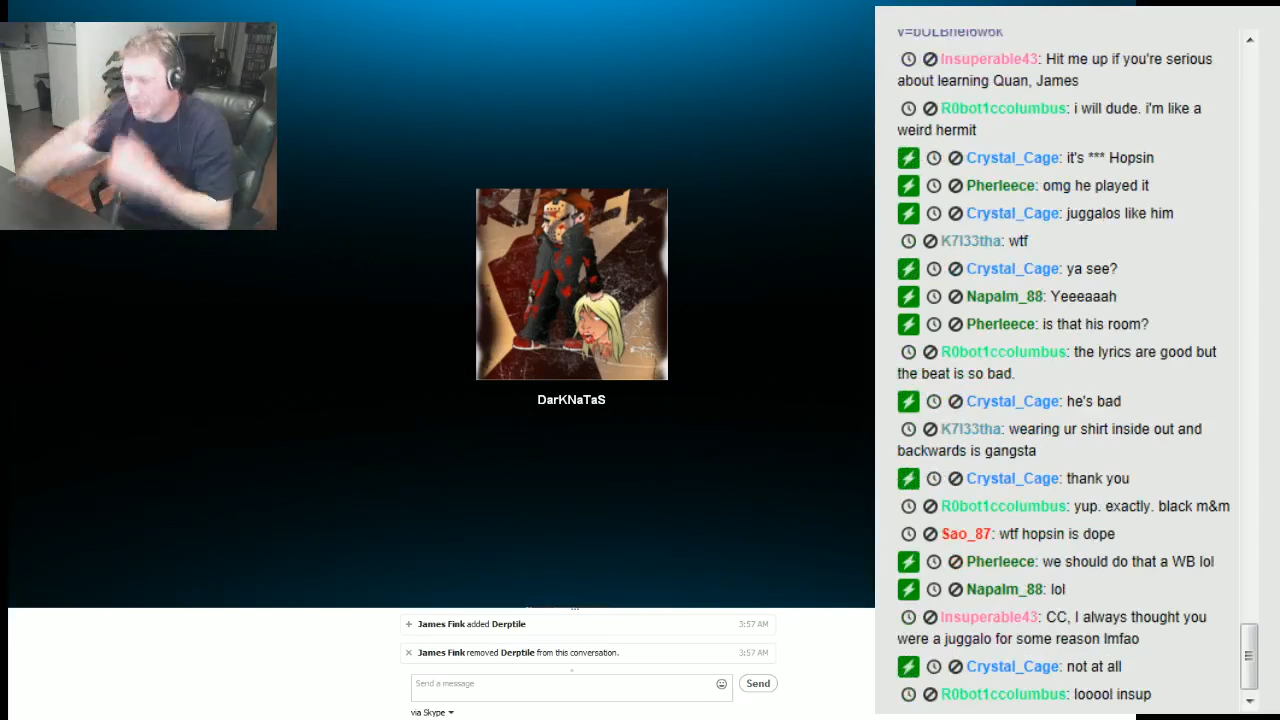 Insuperable43: Hit me up if you're serious
about learning Quan, James
R0bot1ccolumbus: i will dude. i'm like a
weird hermit
Crystal_Cage: it's *** Hopsin
Pherleece: omg he played it
Crystal_Cage: juggalos like him
K7l33tha: wtf
Crystal_Cage: ya see?
Napalm_88: Yeeeaaah
Pherleece: is that his room?
R0bot1ccolumbus: the lyrics are good but
the beat is so bad.
Crystal_Cage: he's bad
K7l33tha: wearing ur shirt inside out and
backwards is gangsta
Crystal_Cage: thank you
R0bot1ccolumbus: yup. exactly. black m&m
Sao_87: wtf hopsin is dope
Pherleece: we should do that a WB lol
Napalm_88: lol
Insuperable43: CC, I always thought you
were a juggalo for some reason lmfao
Crystal_Cage: not at all
R0bot1ccolumbus: looool insup
DarKNaTaS
James Fink added Derptile 3:57 AM
James Fink removed Derptile from this conversation. 3:57 AM
Send a message Send
via Skype